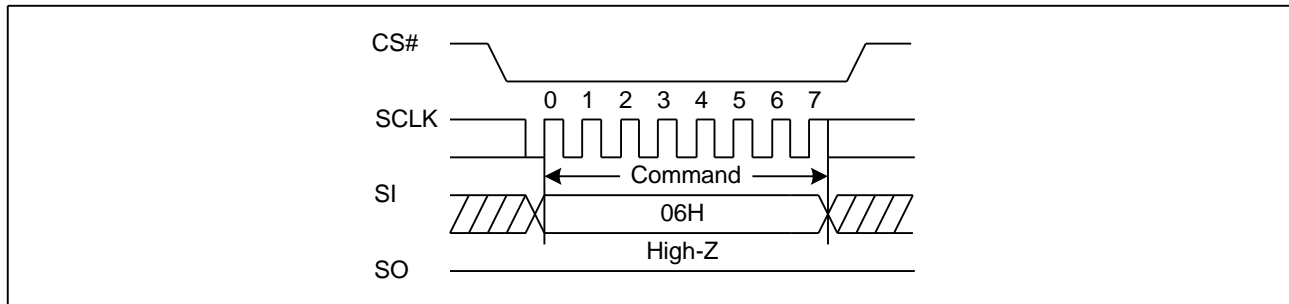 CS#
0 1 2 3 4 5 6 7
SCLK
Command
SI
06H
High-Z
SO